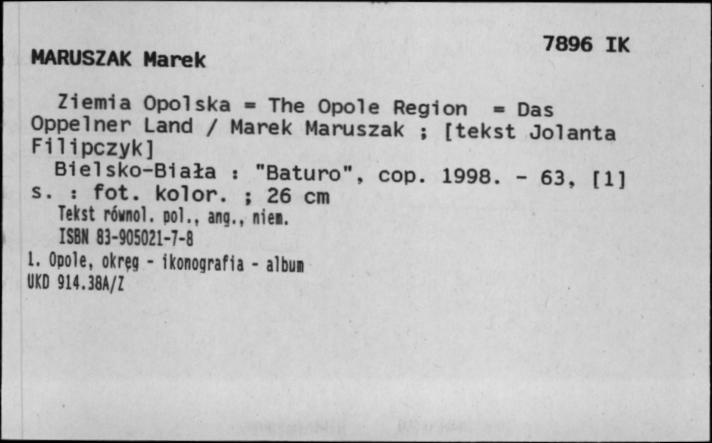 7896 IK
MARUSZAK Marek
Ziemia Opolska = The Opole Region = Das
Oppelner Land / Marek Maruszak ; [tekst Jolanta
Filipczyk]
Bielsko-Biała : "Baturo", cop. 1998. - 63, [1]
s. : fot. kolor. ; 26 cm
Tekst równol. pol., ang., niem.
ISBN 83-905021-7-8
1. Opole, okręg - ikonografia - album
UKD 914.38A/Z